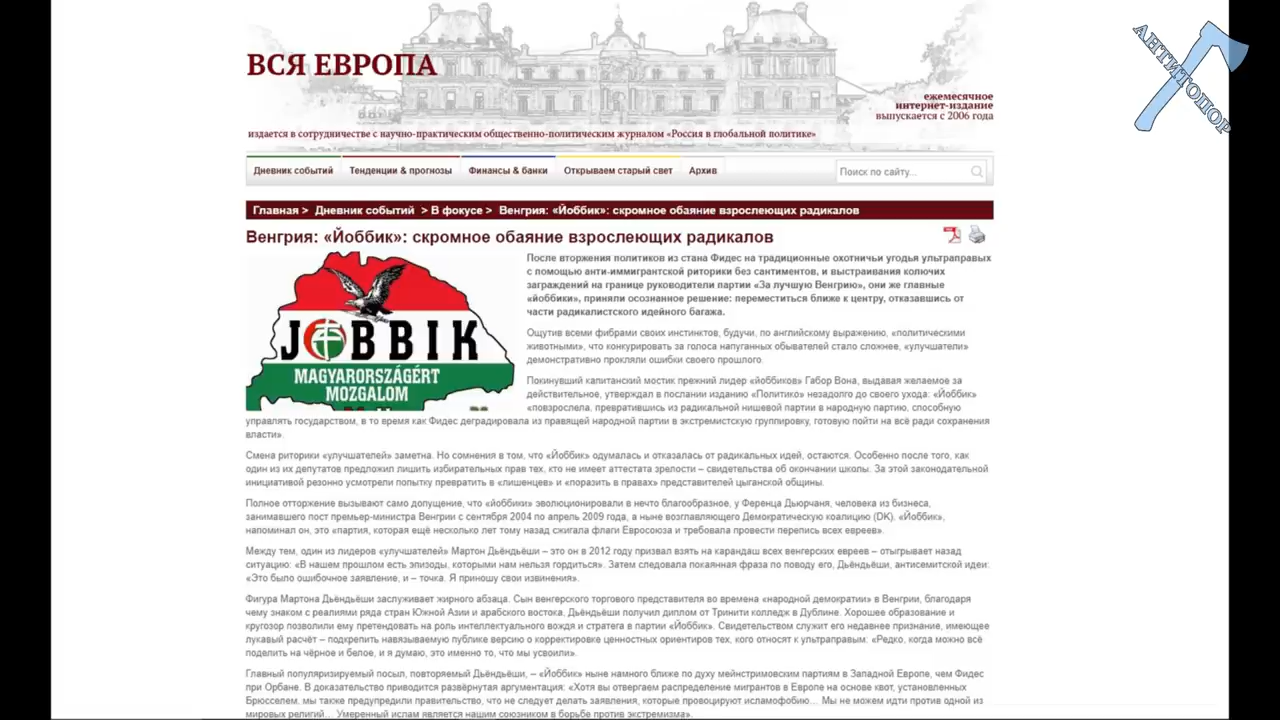 ВСЯ ЕВРОПА
АНТИТОПОР
ежемесячное
интернет-издание
выпускается с 2006 года
издается в сотрудничестве с научно-практическим общественно-политическим журналом «Россия в глобальной политике»
Дневник событий Тенденции & прогнозы Финансы & банки Открываем старый свет Архив Поиск по сайту...
Главная > Дневник событий > В фокусе > Венгрия: «Йоббик»: скромное обаяние взрослеющих радикалов
Венгрия: «Йоббик»: скромное обаяние взрослеющих радикалов
JOBBIK
MAGYARORSZÁGÉRT
MOZGALOM
После вторжения политиков из стана Фидес на традиционные охотничьи угодья ультраправых
с помощью анти-иммигрантской риторики без сантиментов, и выстраивания колючих
заграждений на границе руководители партии «За лучшую Венгрию», они же главные
«йоббики», приняли осознанное решение: переместиться ближе к центру, отказавшись от
части радикалистского идейного багажа.
Ощутив всеми фибрами своих инстинктов, будучи, по английскому выражению, «политическими
животными», что конкурировать за голоса напуганных обывателей стало сложнее, «улучшатели»
демонстративно прокляли ошибки своего прошлого.
Покинувший капитанский мостик прежний лидер «йоббиков» Габор Вона, выдавая желаемое за
действительное, утверждал в послании изданию «Политико» незадолго до своего ухода: «Йоббик»
«повзрослела, превратившись из радикальной нишевой партии в народную партию, способную
управлять государством, в то время как Фидес деградировала из правящей народной партии в экстремистскую группировку, готовую пойти на всё ради сохранения
власти».
Смена риторики «улучшателей» заметна. Но сомнения в том, что «Йоббик» одумалась и отказалась от радикальных идей, остаются. Особенно после того, как
один из их депутатов предложил лишить избирательных прав тех, кто не имеет аттестата зрелости – свидетельства об окончании школы. За этой законодательной
инициативой резонно усмотрели попытку превратить в «лишенцев» и «поразить в правах» представителей цыганской общины.
Полное отторжение вызывают само допущение, что «йоббики» эволюционировали в нечто благообразное, у Ференца Дьюрчаня, человека из бизнеса,
занимавшего пост премьер-министра Венгрии с сентября 2004 по апрель 2009 года, а ныне возглавляющего Демократическую коалицию (DK). «Йоббик»,
напоминал он, это «партия, которая ещё несколько лет тому назад сжигала флаги Евросоюза и требовала провести перепись всех евреев».
Между тем, один из лидеров «улучшателей» Мартон Дьёндьёши – это он в 2012 году призвал взять на карандаш всех венгерских евреев – отыгрывает назад
ситуацию: «В нашем прошлом есть эпизоды, которыми нам нельзя гордиться». Затем следовала покаянная фраза по поводу его, Дьёндьёши, антисемитской идеи:
«Это было ошибочное заявление, и – точка. Я приношу свои извинения».
Фигура Мартона Дьёндьёши заслуживает жирного абзаца. Сын венгерского торгового представителя во времена «народной демократии» в Венгрии, благодаря
чему знаком с реалиями ряда стран Южной Азии и арабского востока, Дьёндьёши получил диплом от Тринити колледж в Дублине. Хорошее образование и
кругозор позволили ему претендовать на роль интеллектуального вождя и стратега в партии «Йоббик». Свидетельством служит его недавнее признание, имеющее
лукавый расчёт – подкрепить навязываемую публике версию о корректировке ценностных ориентиров тех, кого относят к ультраправым: «Редко, когда можно всё
поделить на чёрное и белое, и я думаю, это именно то, что мы усвоили».
Главный популяризируемый посыл, повторяемый Дьёндьёши, – «Йоббик» ныне намного ближе по духу мейнстримовским партиям в Западной Европе, чем Фидес
при Орбане. В доказательство приводится развёрнутая аргументация: «Хотя вы отвергаем распределение мигрантов в Европе на основе квот, установленных
Брюсселем, мы также предупредили правительство, что не следует делать заявления, которые провоцируют исламофобию... Мы не можем идти против одной из
мировых религий... Умеренный ислам является нашим союзником в борьбе против экстремизма».